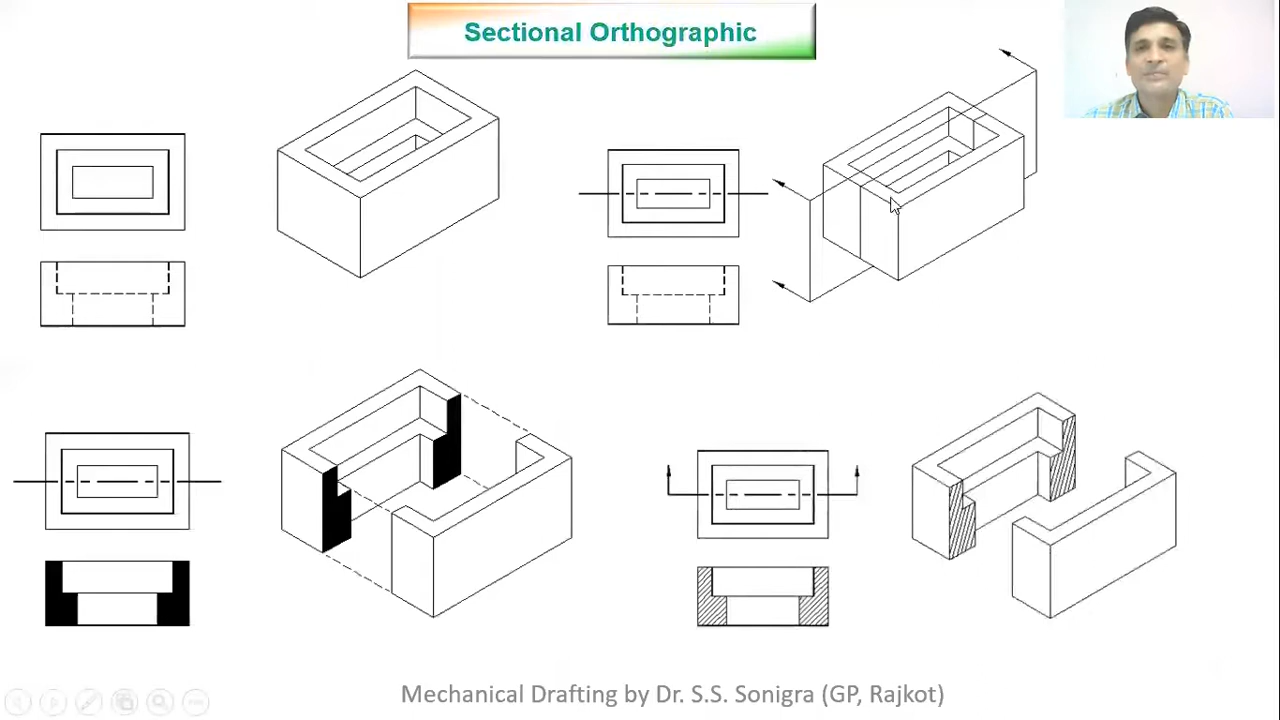 Sectional Orthographic
Mechanical Drafting by Dr. S.S. Sonigra (GP, Rajkot)